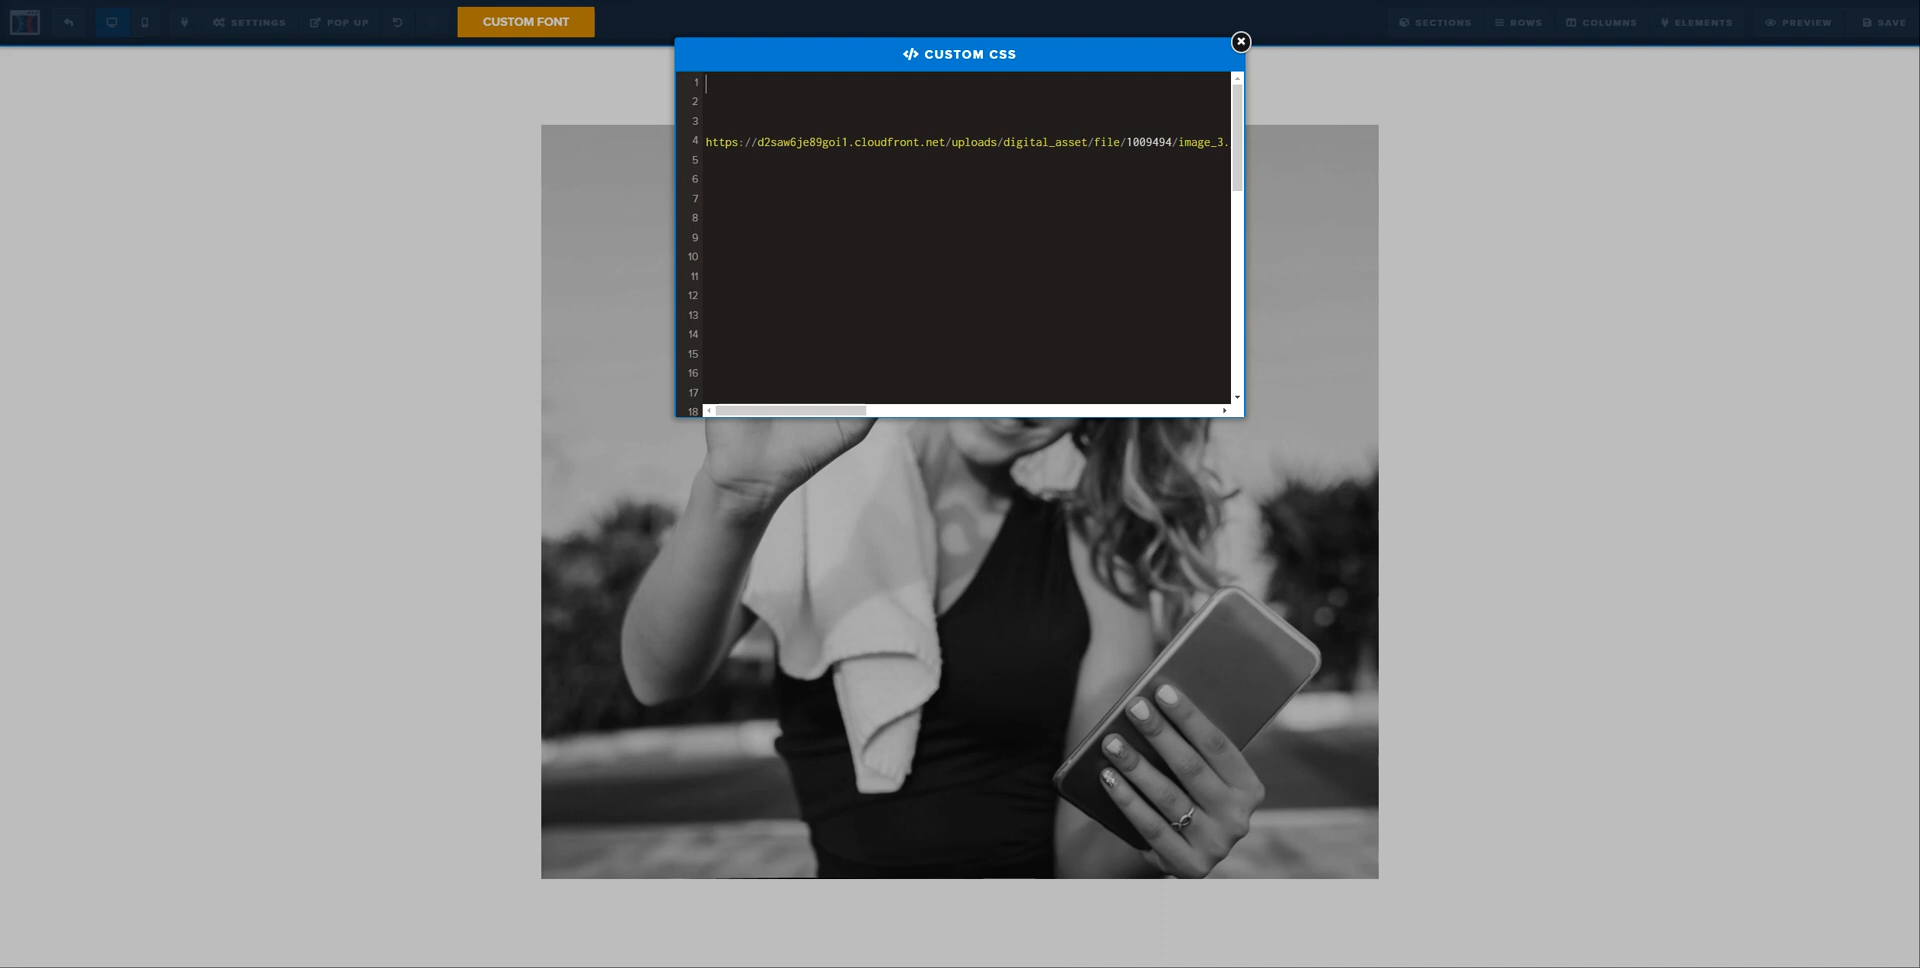 SETTINGS
POP UP
CUSTOM FONT
SECTIONS
ROWS
COLUMNS
ELEMENTS
PREVIEW
SAVE
</> CUSTOM CSS
1
2
3
4 https://d2saw6je89goi1.cloudfront.net/uploads/digital_asset/file/1009494/image_3.
5
6
7
8
9
10
11
12
13
14
15
16
17
18